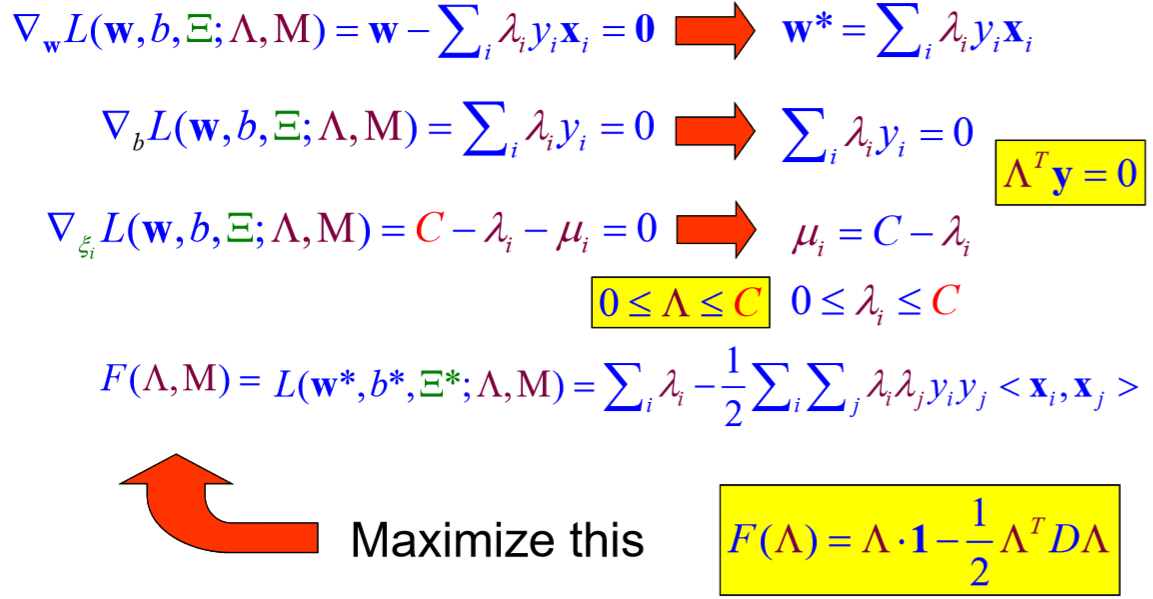 ∇_w L(w, b, Ξ; Λ, M) = w − ∑_i λ_i y_i x_i = 0 w* = ∑_i λ_i y_i x_i
∇_b L(w, b, Ξ; Λ, M) = ∑_i λ_i y_i = 0 ∑_i λ_i y_i = 0
Λ^T y = 0
∇_{ξ_i} L(w, b, Ξ; Λ, M) = C − λ_i − μ_i = 0 μ_i = C − λ_i
0 ≤ Λ ≤ C 0 ≤ λ_i ≤ C
F(Λ, M) = L(w*, b*, Ξ*; Λ, M) = ∑_i λ_i − 1/2 ∑_i ∑_j λ_i λ_j y_i y_j < x_i, x_j >
Maximize this F(Λ) = Λ · 1 − 1/2 Λ^T D Λ